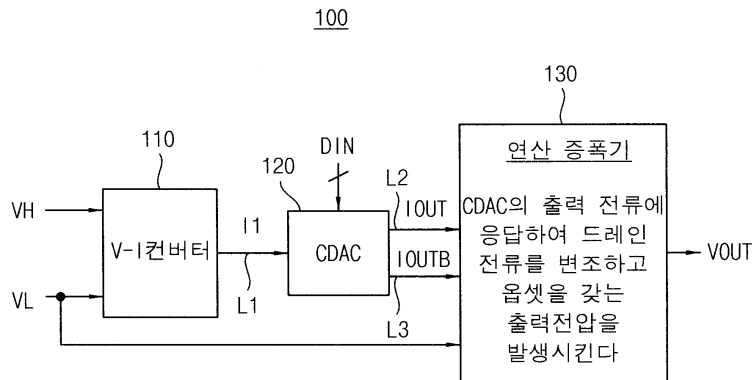 100
130
110
DIN
120
연산 증폭기
L2
VH
IOUT
CDAC의 출력 전류에
응답하여 드레인
V-I컨버터
I1
CDAC
전류를 변조하고
VOUT
IOUTB
VL
L1
옵셋을 갖는
L3
출력전압을
발생시킨다